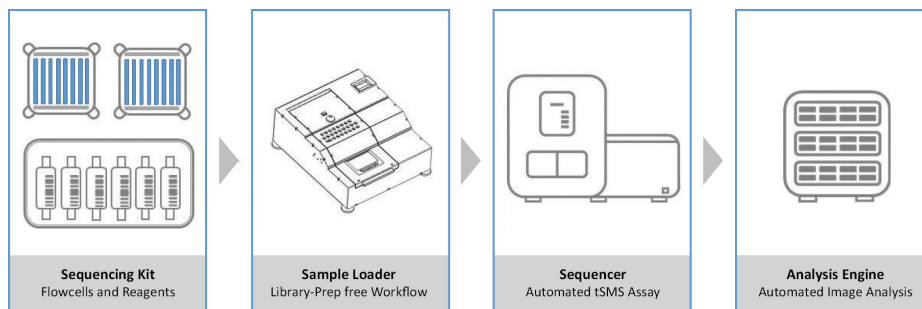 Sequencing Kit
Flowcells and Reagents
Sample Loader
Library-Prep free Workflow
Sequencer
Automated tSMS Assay
Analysis Engine
Automated Image Analysis